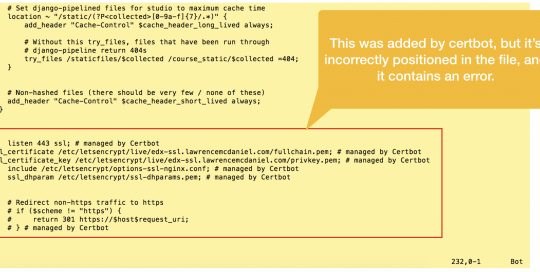 # Set django-pipelined files for studio to maximum cache time
location ~ "/static/(?P<collected>[0-9a-f]{7}/.*)" {
add_header "Cache-Control" $cache_header_long_lived always;
# Without this try_files, files that have been run through
# django-pipeline return 404s
try_files /staticfiles/$collected /course_static/$collected =404;
}
# Non-hashed files (there should be very few / none of these)
add_header "Cache-Control" $cache_header_short_lived always;
}
This was added by certbot, but it's
incorrectly positioned in the file, and
it contains an error.
listen 443 ssl; # managed by Certbot
l_certificate /etc/letsencrypt/live/edx-ssl.lawrencemcdaniel.com/fullchain.pem; # managed by Certbot
l_certificate_key /etc/letsencrypt/live/edx-ssl.lawrencemcdaniel.com/privkey.pem; # managed by Certbot
include /etc/letsencrypt/options-ssl-nginx.conf; # managed by Certbot
ssl_dhparam /etc/letsencrypt/ssl-dhparams.pem; # managed by Certbot
# Redirect non-https traffic to https
# if ($scheme != "https") {
#     return 301 https://$host$request_uri;
# } # managed by Certbot
232,0-1 Bot